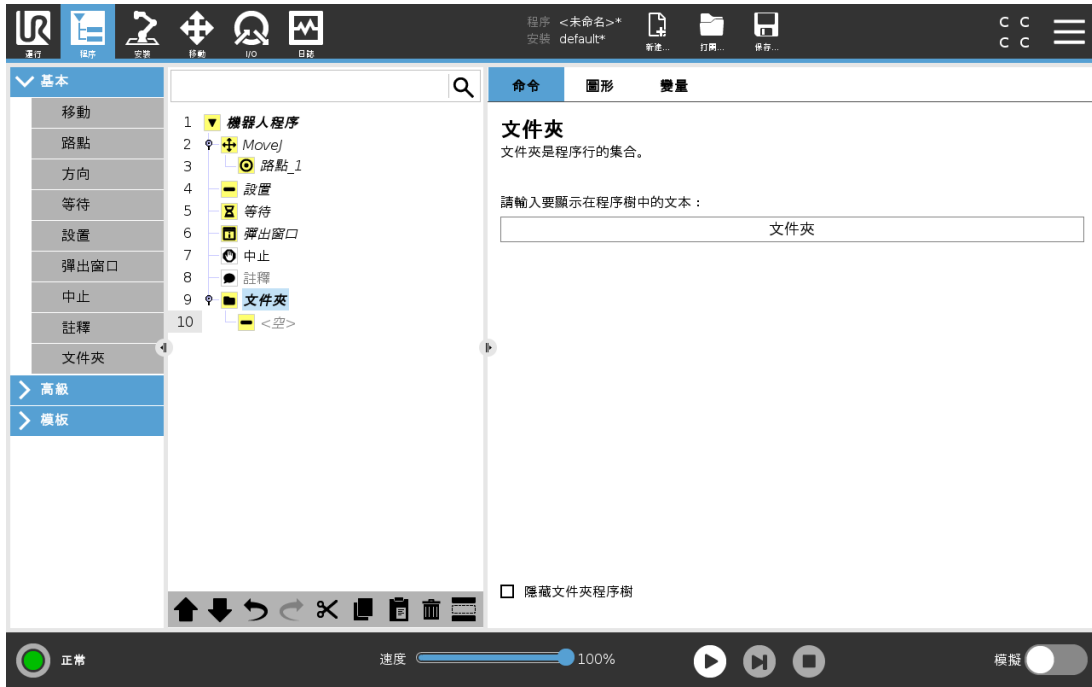 UR
程序 <未命名>*
安裝 default*
C C
C C
運行 程序 安裝 移動 I/O 日誌 新建... 打開... 保存...
基本
移動
路點
方向
等待
設置
彈出窗口
中止
註釋
文件夾
高級
模板
1 機器人程序
2 MoveJ
3 路點_1
4 設置
5 等待
6 彈出窗口
7 中止
8 註釋
9 文件夾
10 <空>
命令 圖形 變量
文件夾
文件夾是程序行的集合。
請輸入要顯示在程序樹中的文本：
文件夾
隱藏文件夾程序樹
正常
速度 100%
模擬